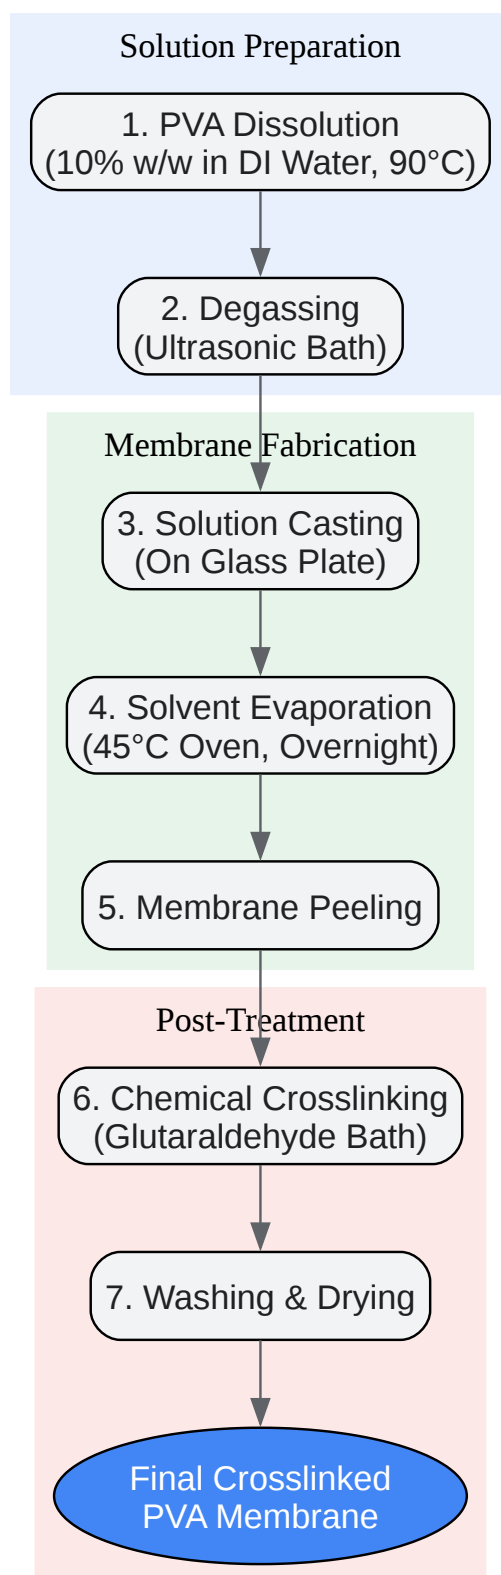 Solution Preparation
1. PVA Dissolution
(10% w/w in DI Water, 90°C)
2. Degassing
(Ultrasonic Bath)
Membrane Fabrication
3. Solution Casting
(On Glass Plate)
4. Solvent Evaporation
(45°C Oven, Overnight)
5. Membrane Peeling
Post-Treatment
6. Chemical Crosslinking
(Glutaraldehyde Bath)
7. Washing & Drying
Final Crosslinked
PVA Membrane